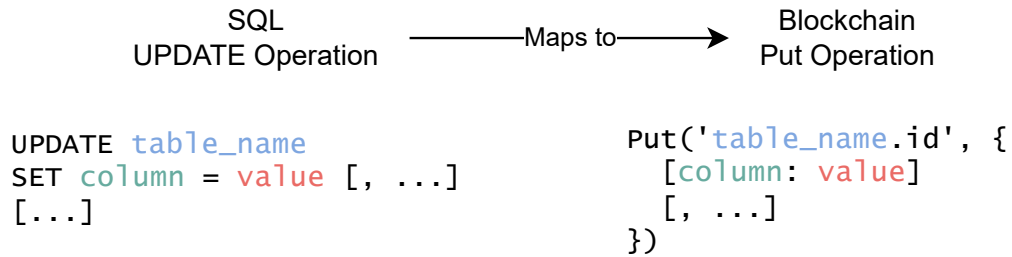 SQL
UPDATE Operation
Maps to
Blockchain
Put Operation
UPDATE table_name
SET column = value [, ...]
[...]
Put('table_name.id', {
  [column: value]
  [, ...]
})